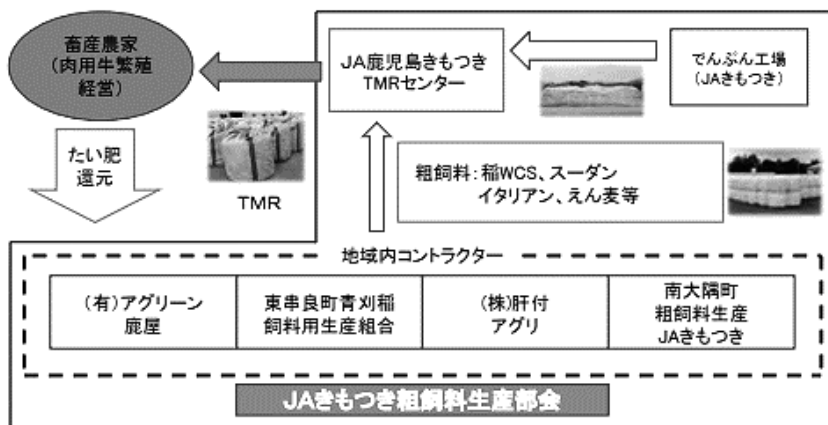 畜産農家
(肉用牛繁殖
経営)
JA鹿児島きもつき
TMRセンター
でんぷん工場
(JAきもつき)
たい肥
還元
TMR
粗飼料:稲WCS、スーダン
イタリアン、えん麦等
地域内コントラクター
(有)アグリーン
鹿屋
東串良町青刈稲
飼料用生産組合
(株)肝付
アグリ
南大隅町
粗飼料生産
JAきもつき
JAきもつき粗飼料生産部会